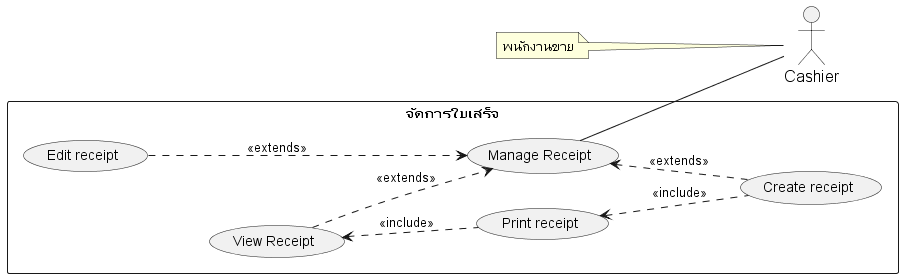 พนักงานขาย
Cashier
จัดการใบเสร็จ
Edit receipt
«extends»
Manage Receipt
«extends»
«extends»
Create receipt
«include»
View Receipt
«include»
Print receipt